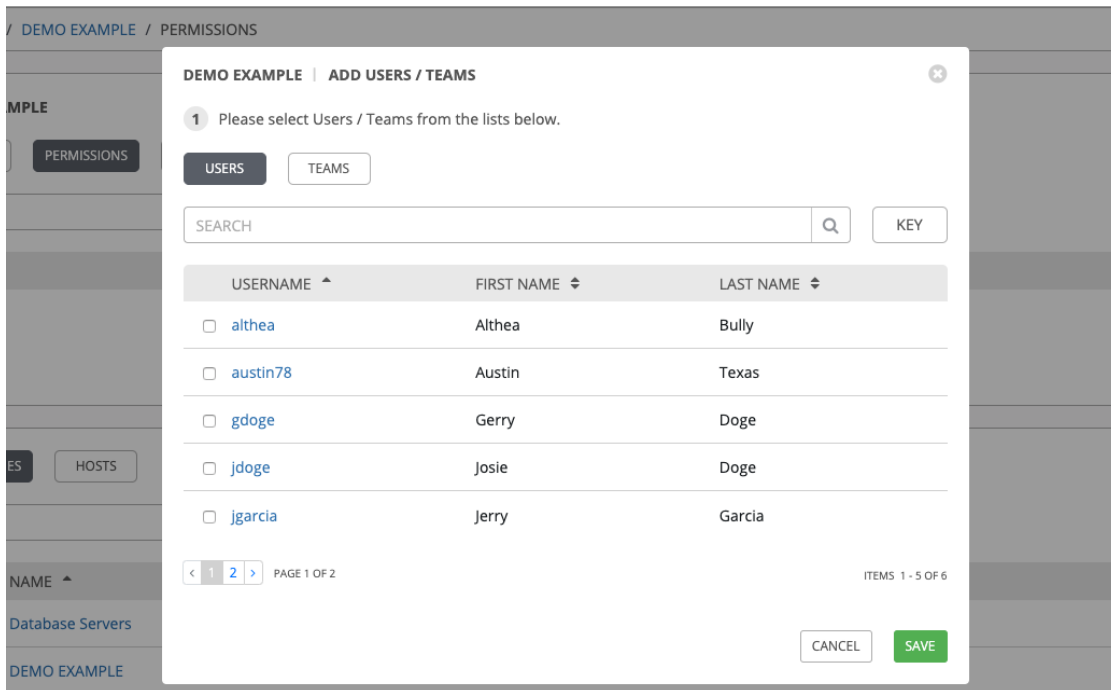 / DEMO EXAMPLE / PERMISSIONS
DEMO EXAMPLE | ADD USERS / TEAMS
1 Please select Users / Teams from the lists below.
USERS TEAMS
SEARCH KEY
USERNAME FIRST NAME LAST NAME
althea Althea Bully
austin78 Austin Texas
gdoge Gerry Doge
jdoge Josie Doge
jgarcia Jerry Garcia
< 1 2 > PAGE 1 OF 2 ITEMS 1 - 5 OF 6
CANCEL SAVE
AMPLE
PERMISSIONS
ES HOSTS
NAME
Database Servers
DEMO EXAMPLE